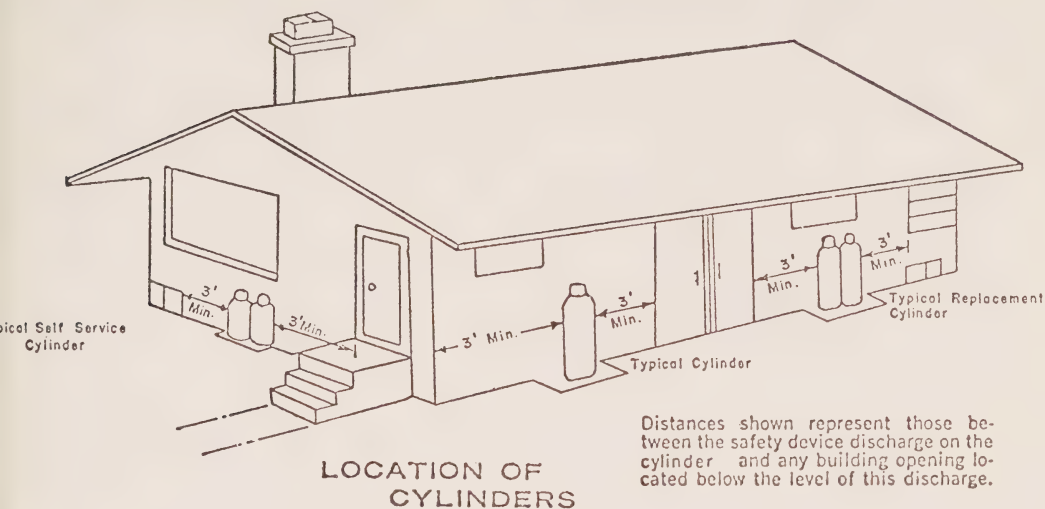 3'
Min.
3' Min.
3' Min.
3'
Min.
3'
Min.
3'
Min.
pical Self Service
Cylinder
Typical Cylinder
Typical Replacement
Cylinder
Distances shown represent those be-
tween the safety device discharge on the
cylinder and any building opening lo-
cated below the level of this discharge.
LOCATION OF
CYLINDERS